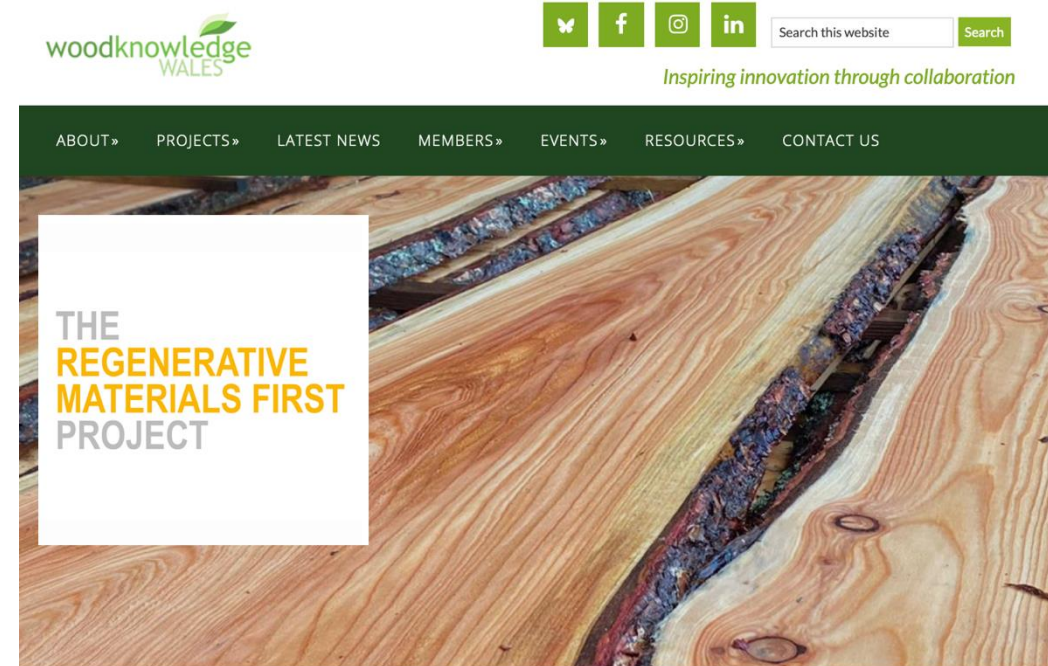 woodknowledge
WALES
f
in
Search this website
Search
Inspiring innovation through collaboration
ABOUT»
PROJECTS»
LATEST NEWS
MEMBERS»
EVENTS»
RESOURCES»
CONTACT US
THE
REGENERATIVE
MATERIALS FIRST
PROJECT